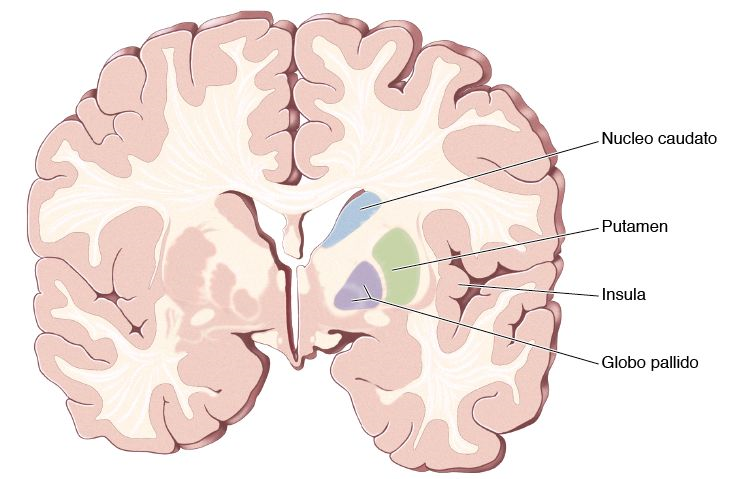 Nucleo caudato
Putamen
Insula
Globo pallido